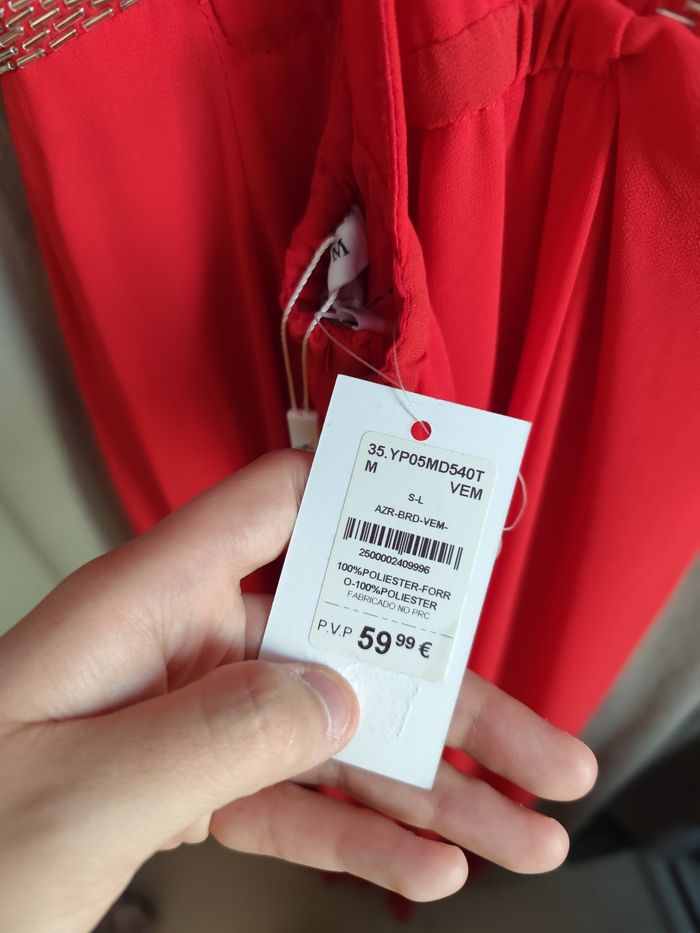 M
35.YP05MD540T
M VEM
S-L
AZR-BRD-VEM-
2500002409996
100%POLIESTER-FORR
O-100%POLIESTER
FABRICADO NO PRC
P.V.P 59 99 €